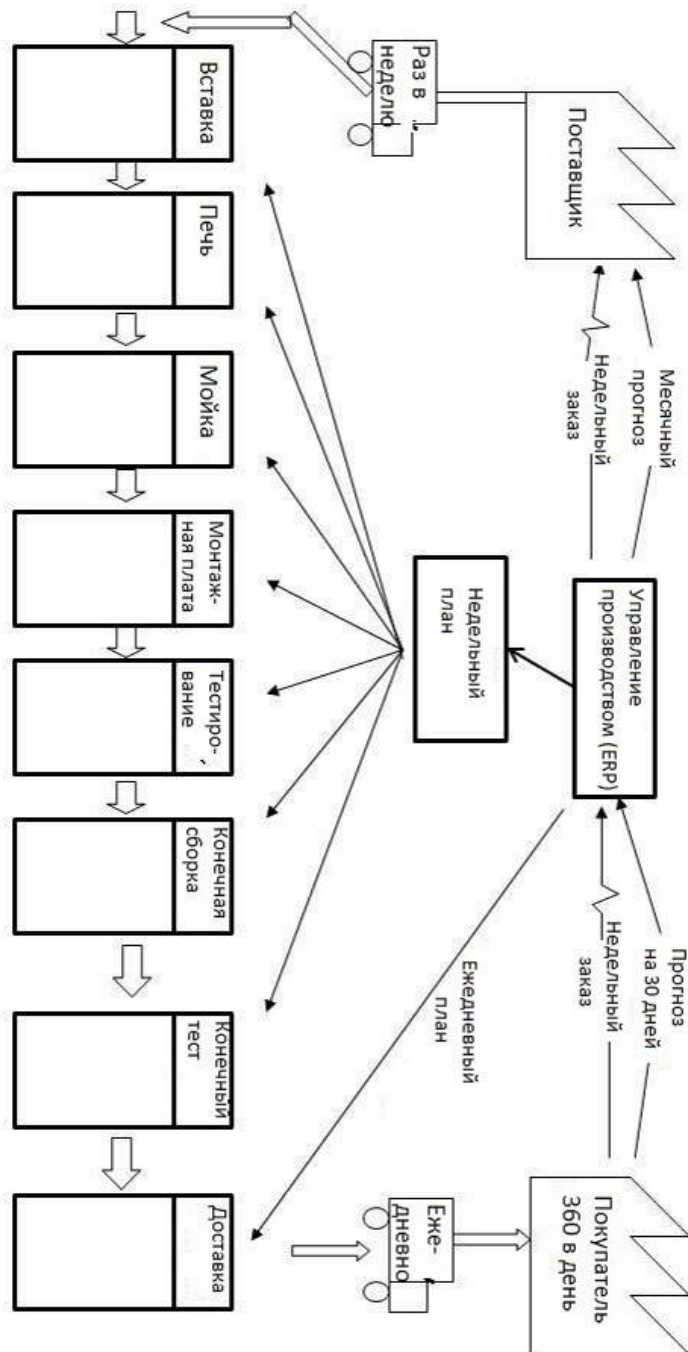 Поставщик
Месячный
прогноз
Недельный
заказ
Управление
производством (ERP)
Прогноз
на 30 дней
Недельный
заказ
Покупатель
360 в день
Раз в
неделю
Недельный
план
Ежедневный
план
Еже-
дневно
Вставка
Печь
Мойка
Монтаж-
ная плата
Тестиро-
вание
Конечная
сборка
Конечный
тест
Доставка